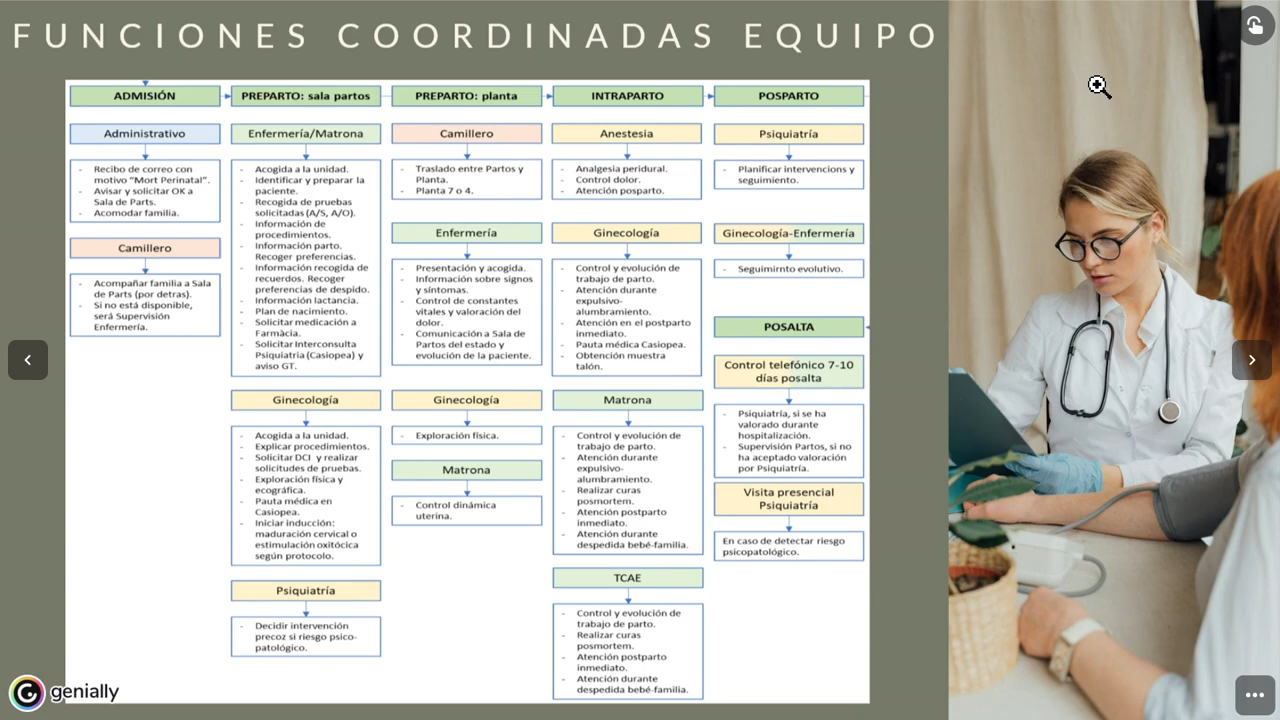 FUNCIONES COORDINADAS EQUIPO
ADMISIÓN
Administrativo
- Recibo de correo con
motivo “Mort Perinatal”.
- Avisar y solicitar OK a
Sala de Parts.
- Acomodar familia.
Camillero
- Acompañar familia a Sala
de Parts (por detras).
- Si no está disponible,
será Supervisión
Enfermería.
PREPARTO: sala partos
Enfermería/Matrona
- Acogida a la unidad.
- Identificar y preparar la
paciente.
- Recogida de pruebas
solicitadas (A/S, A/O).
- Información de
procedimientos.
- Información parto.
Recoger preferencias.
- Información recogida de
recuerdos. Recoger
preferencias de despido.
- Información lactancia.
- Plan de nacimiento.
- Solicitar medicación a
Farmàcia.
- Solicitar Interconsulta
Psiquiatria (Casiopea) y
aviso GT.
Ginecología
- Acogida a la unidad.
- Explicar procedimientos.
- Solicitar DCI y realizar
solicitudes de pruebas.
- Exploración física y
ecográfica.
- Pauta médica en
Casiopea.
- Iniciar inducción:
maduración cervical o
estimulación oxitócica
según protocolo.
Psiquiatría
- Decidir intervención
precoz si riesgo psico-
patológico.
PREPARTO: planta
Camillero
- Traslado entre Partos y
Planta.
- Planta 7 o 4.
Enfermería
- Presentación y acogida.
- Información sobre signos
y síntomas.
- Control de constantes
vitales y valoración del
dolor.
- Comunicación a Sala de
Partos del estado y
evolución de la paciente.
Ginecología
- Exploración física.
Matrona
- Control dinámica
uterina.
INTRAPARTO
Anestesia
- Analgesia peridural.
- Control dolor.
- Atención posparto.
Ginecología
- Control y evolución de
trabajo de parto.
- Atención durante
expulsivo-
alumbramiento.
- Atención en el postparto
inmediato.
- Pauta médica Casiopea.
- Obtención muestra
talón.
Matrona
- Control y evolución de
trabajo de parto.
- Atención durante
expulsivo-
alumbramiento.
- Realizar curas
posmortem.
- Atención postparto
inmediato.
- Atención durante
despedida bebé-familia.
TCAE
- Control y evolución de
trabajo de parto.
- Realizar curas
posmortem.
- Atención postparto
inmediato.
- Atención durante
despedida bebé-familia.
POSPARTO
Psiquiatría
- Planificar intervencions y
seguimiento.
Ginecología-Enfermería
- Seguimirnto evolutivo.
POSALTA
Control telefónico 7-10
días posalta
- Psiquiatría, si se ha
valorado durante
hospitalización.
- Supervisión Partos, si no
ha aceptado valoración
por Psiquiatría.
Visita presencial
Psiquiatría
En caso de detectar riesgo
psicopatológico.
genially